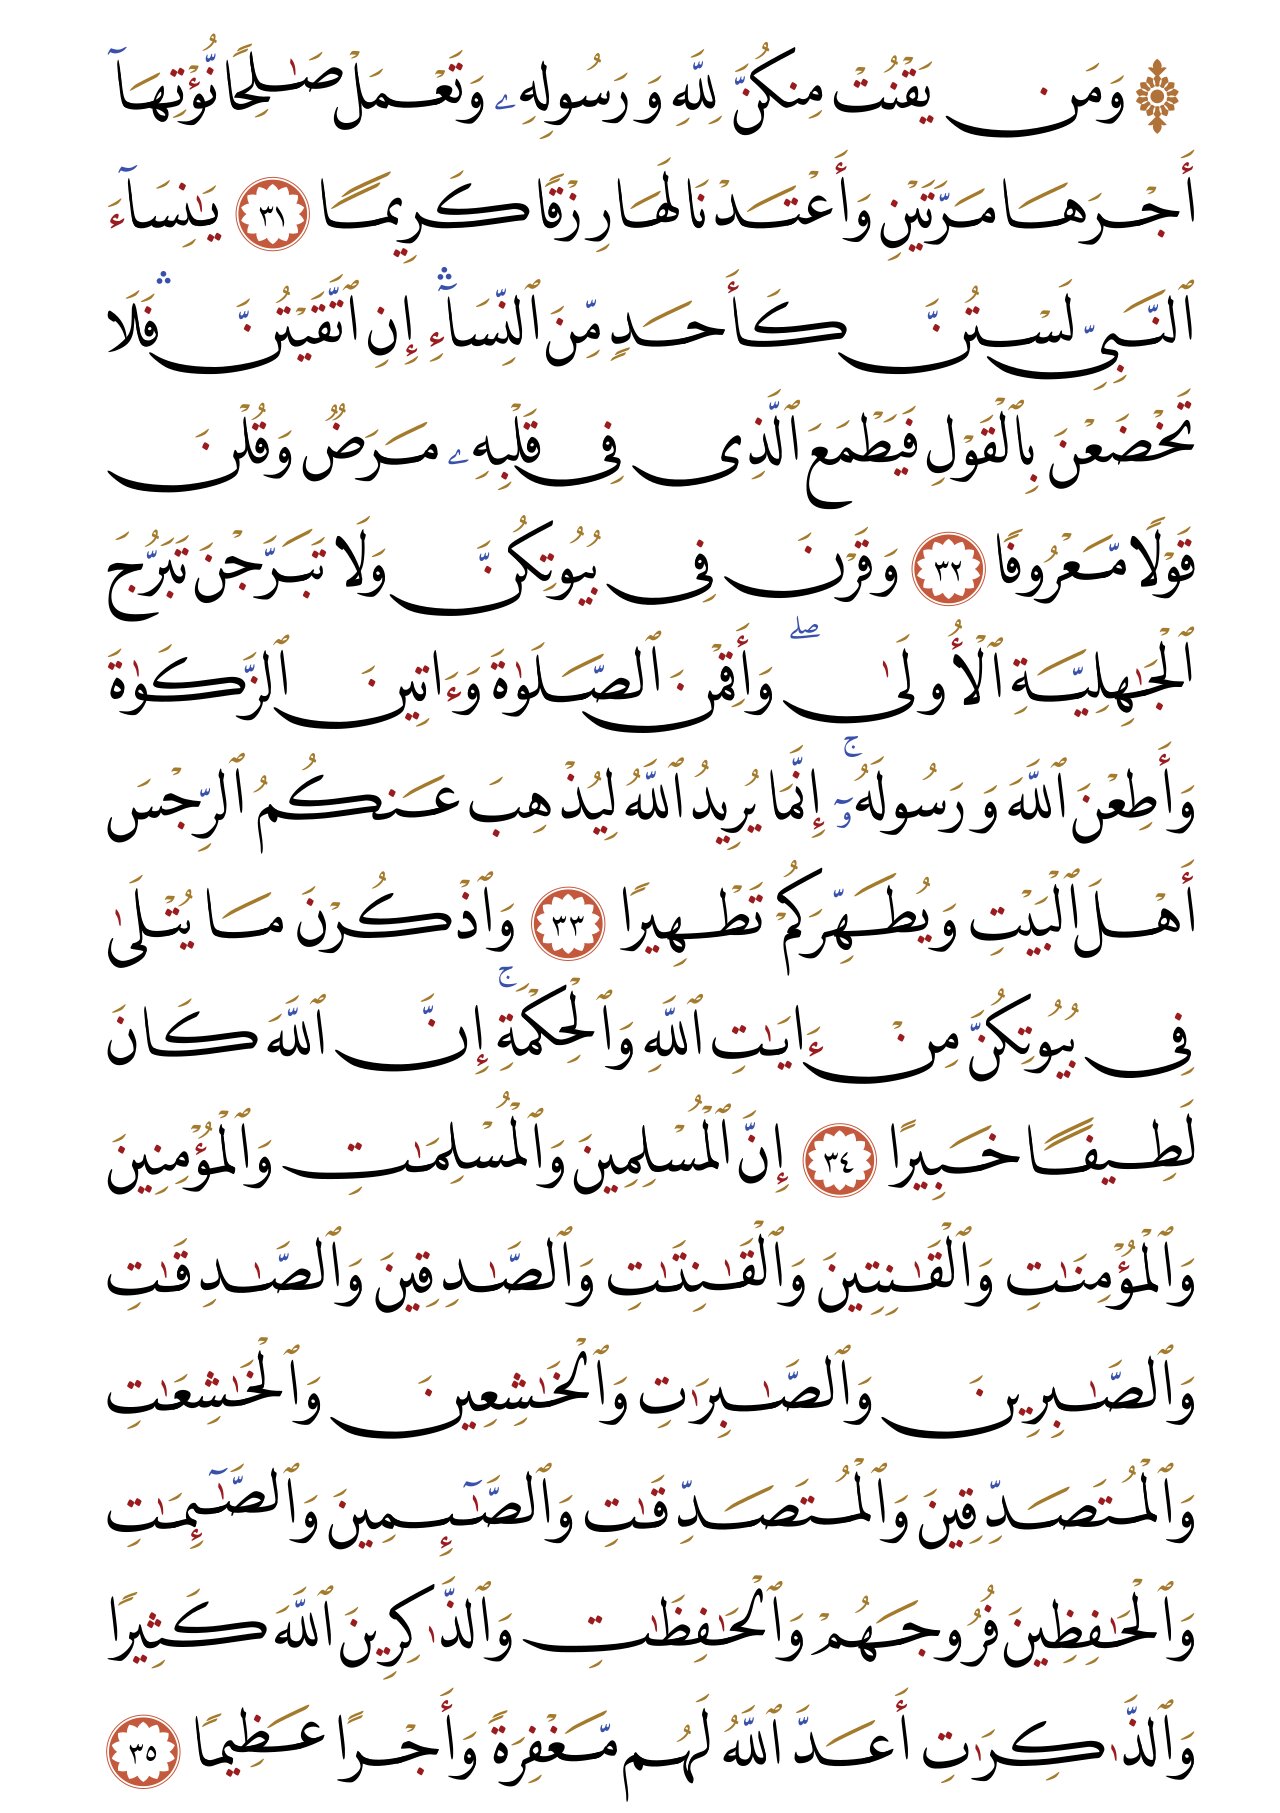 ۞ وَمَن يَقْنُتْ مِنكُنَّ لِلَّهِ وَرَسُولِهِۦ وَتَعْمَلْ صَٰلِحًا نُّؤْتِهَآ
أَجْرَهَا مَرَّتَيْنِ وَأَعْتَدْنَا لَهَا رِزْقًا كَرِيمًا ٣١ يَٰنِسَآءَ
ٱلنَّبِىِّ لَسْتُنَّ كَأَحَدٍ مِّنَ ٱلنِّسَآءِ ۛ إِنِ ٱتَّقَيْتُنَّ ۛ فَلَا
تَخْضَعْنَ بِٱلْقَوْلِ فَيَطْمَعَ ٱلَّذِى فِى قَلْبِهِۦ مَرَضٌ وَقُلْنَ
قَوْلًا مَّعْرُوفًا ٣٢ وَقَرْنَ فِى بُيُوتِكُنَّ وَلَا تَبَرَّجْنَ تَبَرُّجَ
ٱلْجَٰهِلِيَّةِ ٱلْأُولَىٰ ۖ وَأَقِمْنَ ٱلصَّلَوٰةَ وَءَاتِينَ ٱلزَّكَوٰةَ
وَأَطِعْنَ ٱللَّهَ وَرَسُولَهُۥٓ ۚ إِنَّمَا يُرِيدُ ٱللَّهُ لِيُذْهِبَ عَنكُمُ ٱلرِّجْسَ
أَهْلَ ٱلْبَيْتِ وَيُطَهِّرَكُمْ تَطْهِيرًا ٣٣ وَٱذْكُرْنَ مَا يُتْلَىٰ
فِى بُيُوتِكُنَّ مِنْ ءَايَٰتِ ٱللَّهِ وَٱلْحِكْمَةِ ۚ إِنَّ ٱللَّهَ كَانَ
لَطِيفًا خَبِيرًا ٣٤ إِنَّ ٱلْمُسْلِمِينَ وَٱلْمُسْلِمَٰتِ وَٱلْمُؤْمِنِينَ
وَٱلْمُؤْمِنَٰتِ وَٱلْقَٰنِتِينَ وَٱلْقَٰنِتَٰتِ وَٱلصَّٰدِقِينَ وَٱلصَّٰدِقَٰتِ
وَٱلصَّٰبِرِينَ وَٱلصَّٰبِرَٰتِ وَٱلْخَٰشِعِينَ وَٱلْخَٰشِعَٰتِ
وَٱلْمُتَصَدِّقِينَ وَٱلْمُتَصَدِّقَٰتِ وَٱلصَّٰٓئِمِينَ وَٱلصَّٰٓئِمَٰتِ
وَٱلْحَٰفِظِينَ فُرُوجَهُمْ وَٱلْحَٰفِظَٰتِ وَٱلذَّٰكِرِينَ ٱللَّهَ كَثِيرًا
وَٱلذَّٰكِرَٰتِ أَعَدَّ ٱللَّهُ لَهُم مَّغْفِرَةً وَأَجْرًا عَظِيمًا ٣٥